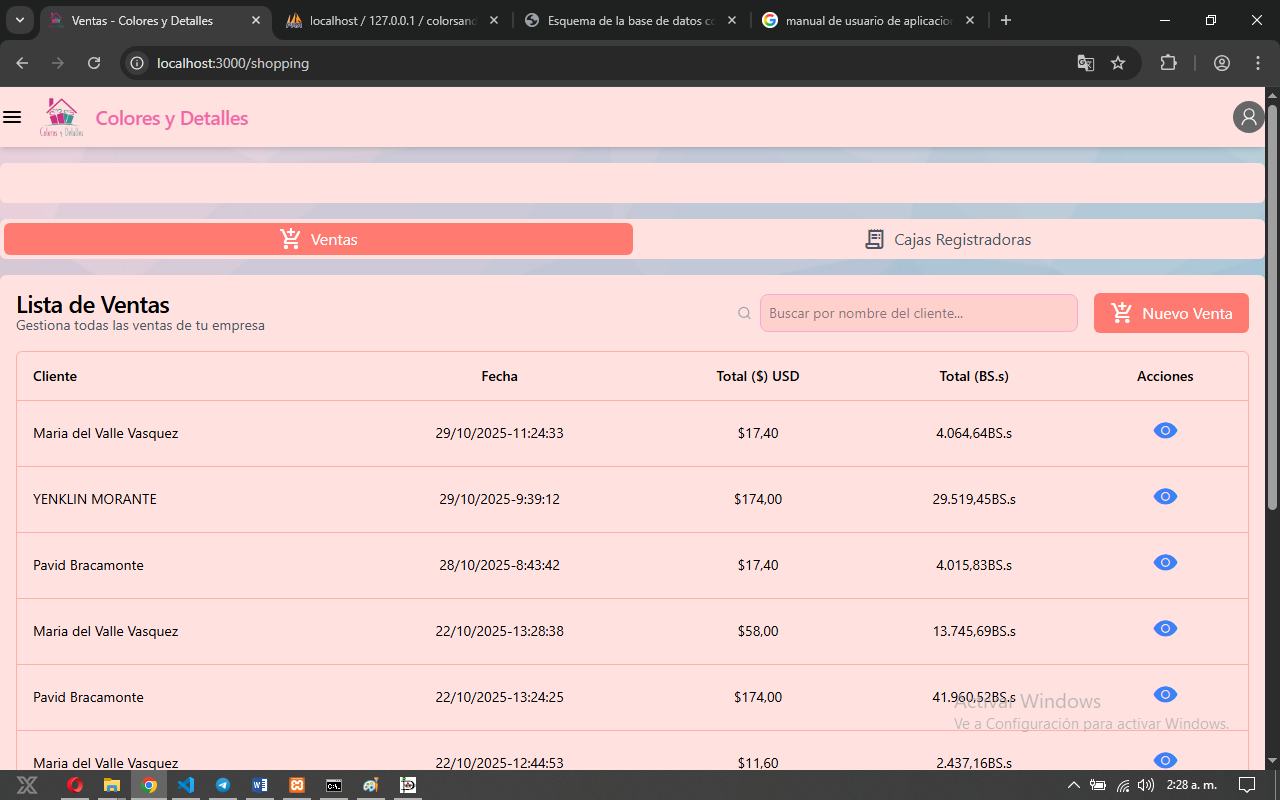 Ventas - Colores y Detalles
localhost / 127.0.0.1 / colorsand
Esquema de la base de datos co
manual de usuario de aplicacion
localhost:3000/shopping
Colores y Detalles
Colores y Detalles
Ventas
Cajas Registradoras
Lista de Ventas
Gestiona todas las ventas de tu empresa
Buscar por nombre del cliente...
Nuevo Venta
Cliente Fecha Total ($) USD Total (BS.s) Acciones
Maria del Valle Vasquez 29/10/2025-11:24:33 $17,40 4.064,64BS.s
YENKLIN MORANTE 29/10/2025-9:39:12 $174,00 29.519,45BS.s
Pavid Bracamonte 28/10/2025-8:43:42 $17,40 4.015,83BS.s
Maria del Valle Vasquez 22/10/2025-13:28:38 $58,00 13.745,69BS.s
Pavid Bracamonte 22/10/2025-13:24:25 $174,00 41.960,52BS.s
Activar Windows
Ve a Configuración para activar Windows.
Maria del Valle Vasquez 22/10/2025-12:44:53 $11,60 2.437,16BS.s
2:28 a. m.